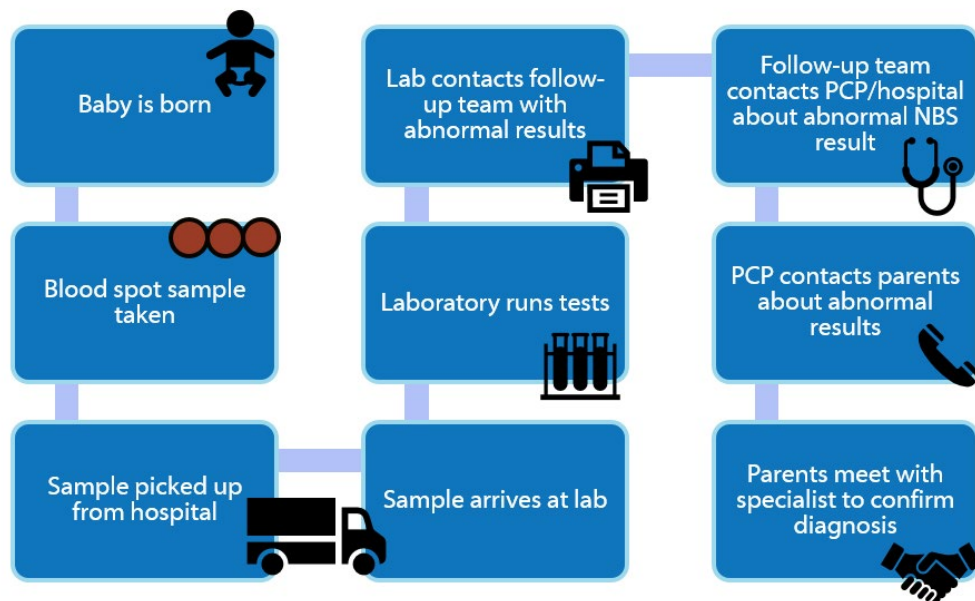 Baby is born
Blood spot sample
taken
Sample picked up
from hospital
Sample arrives at lab
Laboratory runs tests
Lab contacts follow-
up team with
abnormal results
Follow-up team
contacts PCP/hospital
about abnormal NBS
result
PCP contacts parents
about abnormal
results
Parents meet with
specialist to confirm
diagnosis